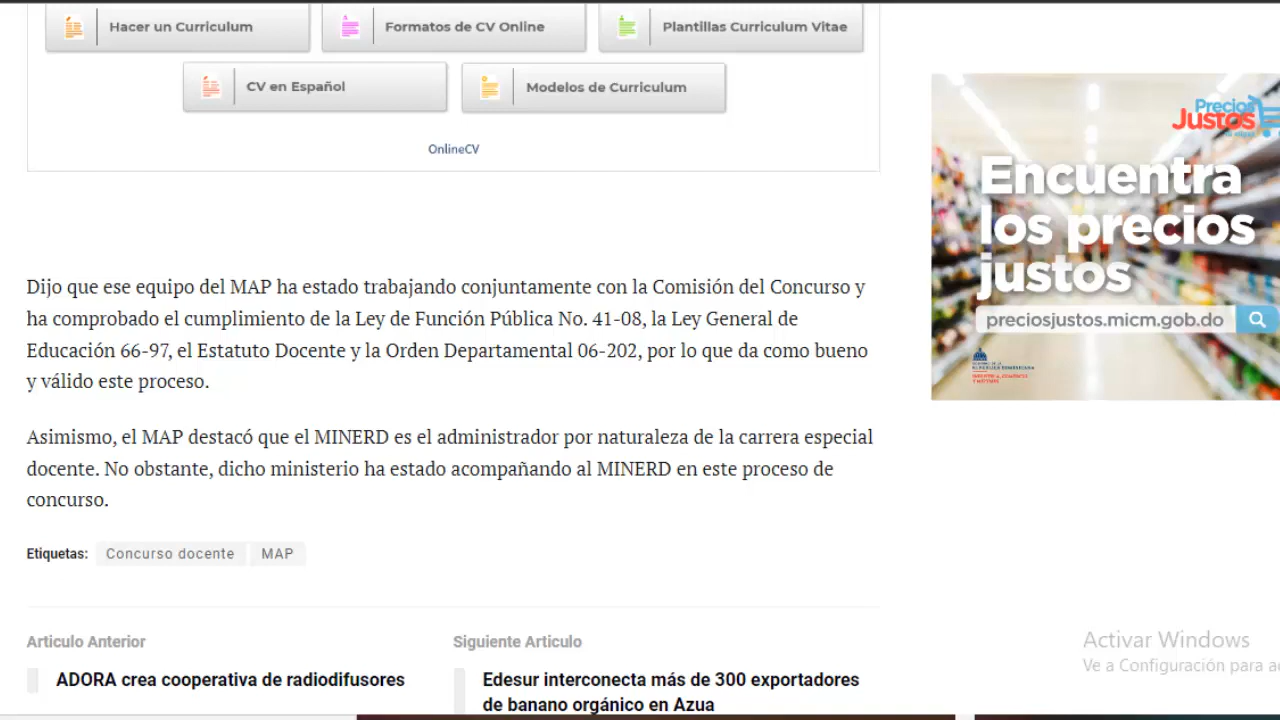 Hacer un Curriculum
Formatos de CV Online
Plantillas Curriculum Vitae
CV en Español
Modelos de Curriculum
OnlineCV
Dijo que ese equipo del MAP ha estado trabajando conjuntamente con la Comisión del Concurso y
ha comprobado el cumplimiento de la Ley de Función Pública No. 41-08, la Ley General de
Educación 66-97, el Estatuto Docente y la Orden Departamental 06-202, por lo que da como bueno
y válido este proceso.
Asimismo, el MAP destacó que el MINERD es el administrador por naturaleza de la carrera especial
docente. No obstante, dicho ministerio ha estado acompañando al MINERD en este proceso de
concurso.
Etiquetas: Concurso docente MAP
Articulo Anterior
ADORA crea cooperativa de radiodifusores
Siguiente Articulo
Edesur interconecta más de 300 exportadores
de banano orgánico en Azua
Precios
Justos
Encuentra
los precios
justos
preciosjustos.micm.gob.do
Activar Windows
Ve a Configuración para